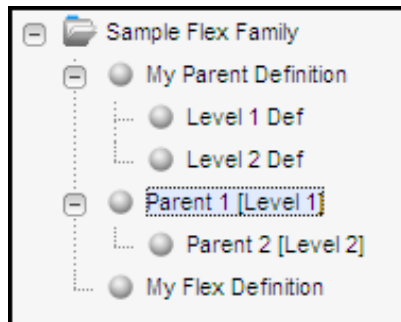 Sample Flex Family
My Parent Definition
Level 1 Def
Level 2 Def
Parent 1 [Level 1]
Parent 2 [Level 2]
My Flex Definition